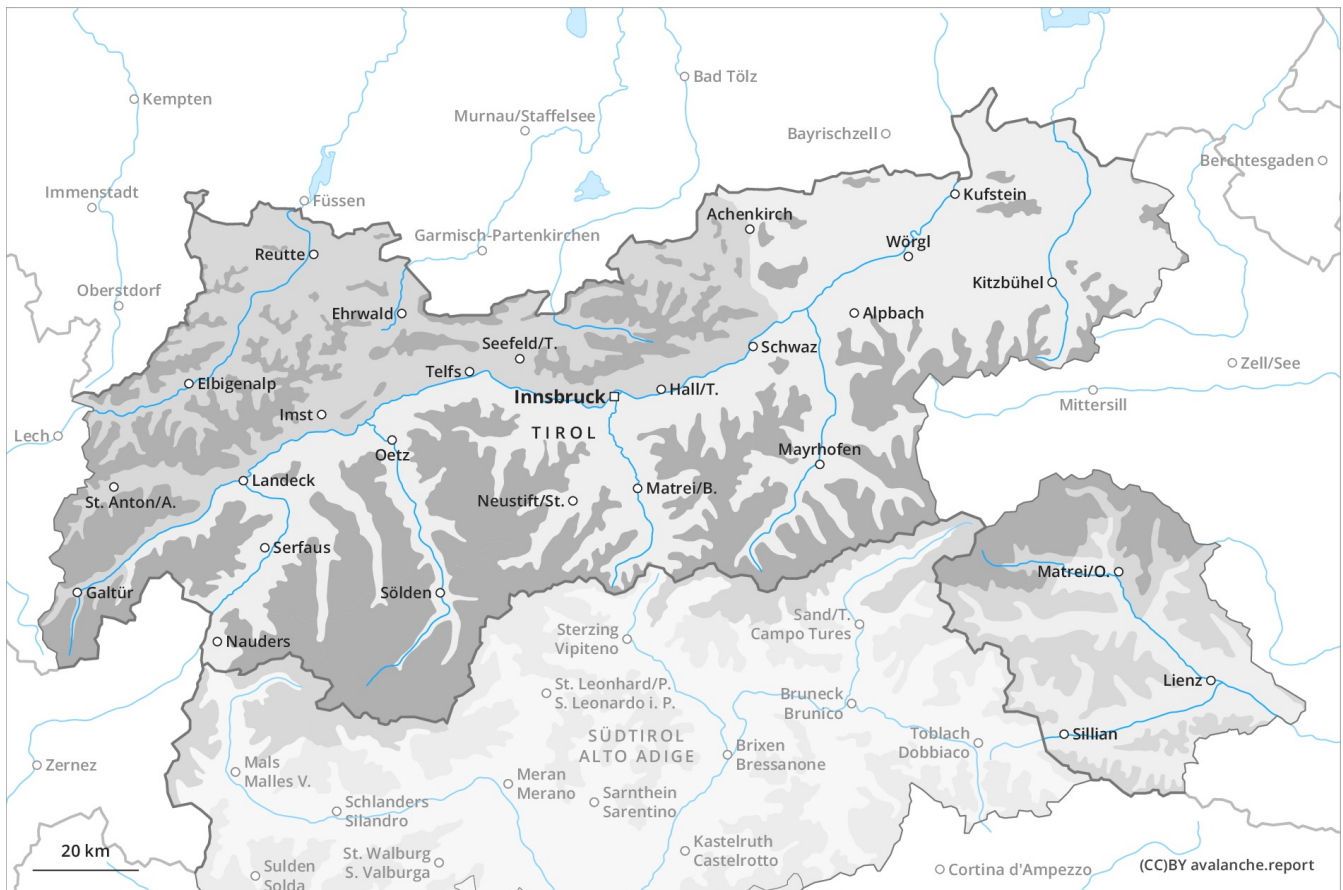 Bad Tölz
Kempten
Murnau/Staffelsee
Bayrischzell
Berchtesgaden
Immenstadt
Füssen
Kufstein
Achenkirch
Garmisch-Partenkirchen
Wörgl
Reutte
Kitzbühel
Oberstdorf
Ehrwald
Alpbach
Seefeld/T.
Schwaz
Zell/See
Telfs
Elbigenalp
Hall/T.
Innsbruck
Mittersill
Imst
Lech
TIROL
Oetz
Mayrhofen
Landeck
Matrei/B.
St. Anton/A.
Neustift/St.
Serfaus
Matrei/O.
Galtür
Sölden
Sand/T.
Campo Tures
Sterzing
Vipiteno
Nauders
Lienz
St. Leonhard/P.
S. Leonardo i. P.
Bruneck
Brunico
Sillian
SÜDTIROL
ALTO ADIGE
Toblach
Dobbiaco
Brixen
Bressanone
Zernez
Mals
Malles V.
Meran
Merano
Sarnthein
Sarentino
Schlanders
Silandro
Kastelruth
Castelrotto
20 km
St. Walburg
S. Valburga
Sulden
Solda
Cortina d'Ampezzo
(CC)BY avalanche.report